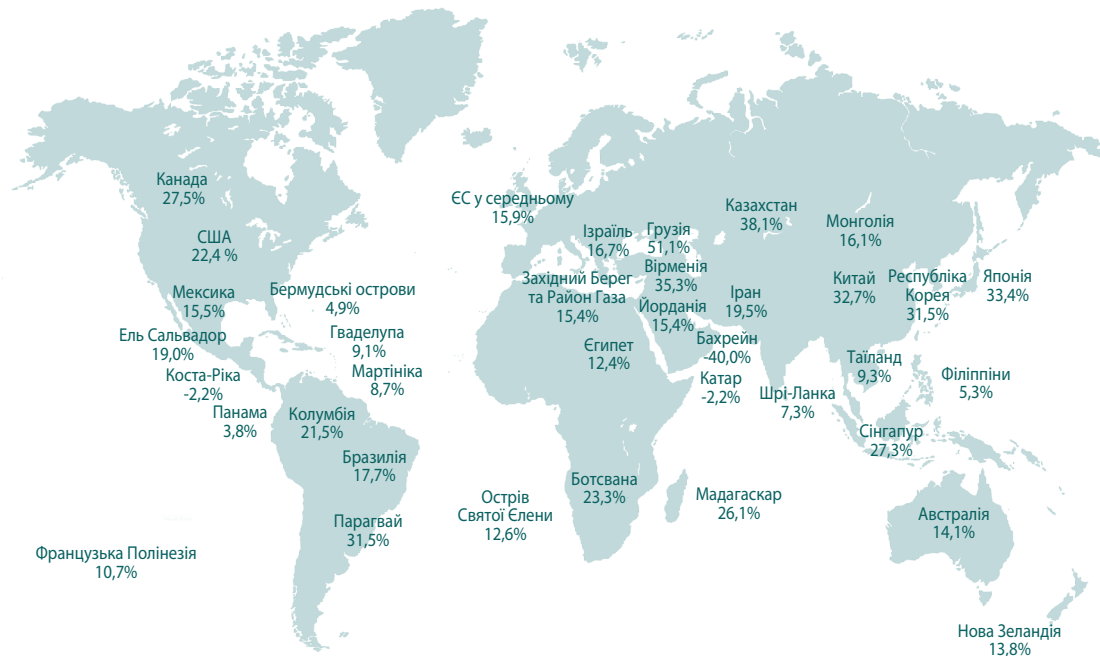 Канада
27,5%
США
22,4 %
Мексика
15,5%
Бермудські острови
4,9%
Ель Сальвадор
19,0%
Гваделупа
9,1%
Коста-Ріка
-2,2%
Мартініка
8,7%
Панама
3,8%
Колумбія
21,5%
Бразилія
17,7%
Парагвай
31,5%
Французька Полінезія
10,7%
ЄС у середньому
15,9%
Ізраїль
16,7%
Грузія
51,1%
Вірменія
35,3%
Західний Берег
та Район Газа
15,4%
Йорданія
15,4%
Єгипет
12,4%
Іран
19,5%
Бахрейн
-40,0%
Катар
-2,2%
Казахстан
38,1%
Монголія
16,1%
Китай
32,7%
Республіка
Корея
31,5%
Японія
33,4%
Таїланд
9,3%
Філіппіни
5,3%
Шрі-Ланка
7,3%
Сінгапур
27,3%
Ботсвана
23,3%
Мадагаскар
26,1%
Острів
Святої Єлени
12,6%
Австралія
14,1%
Нова Зеландія
13,8%